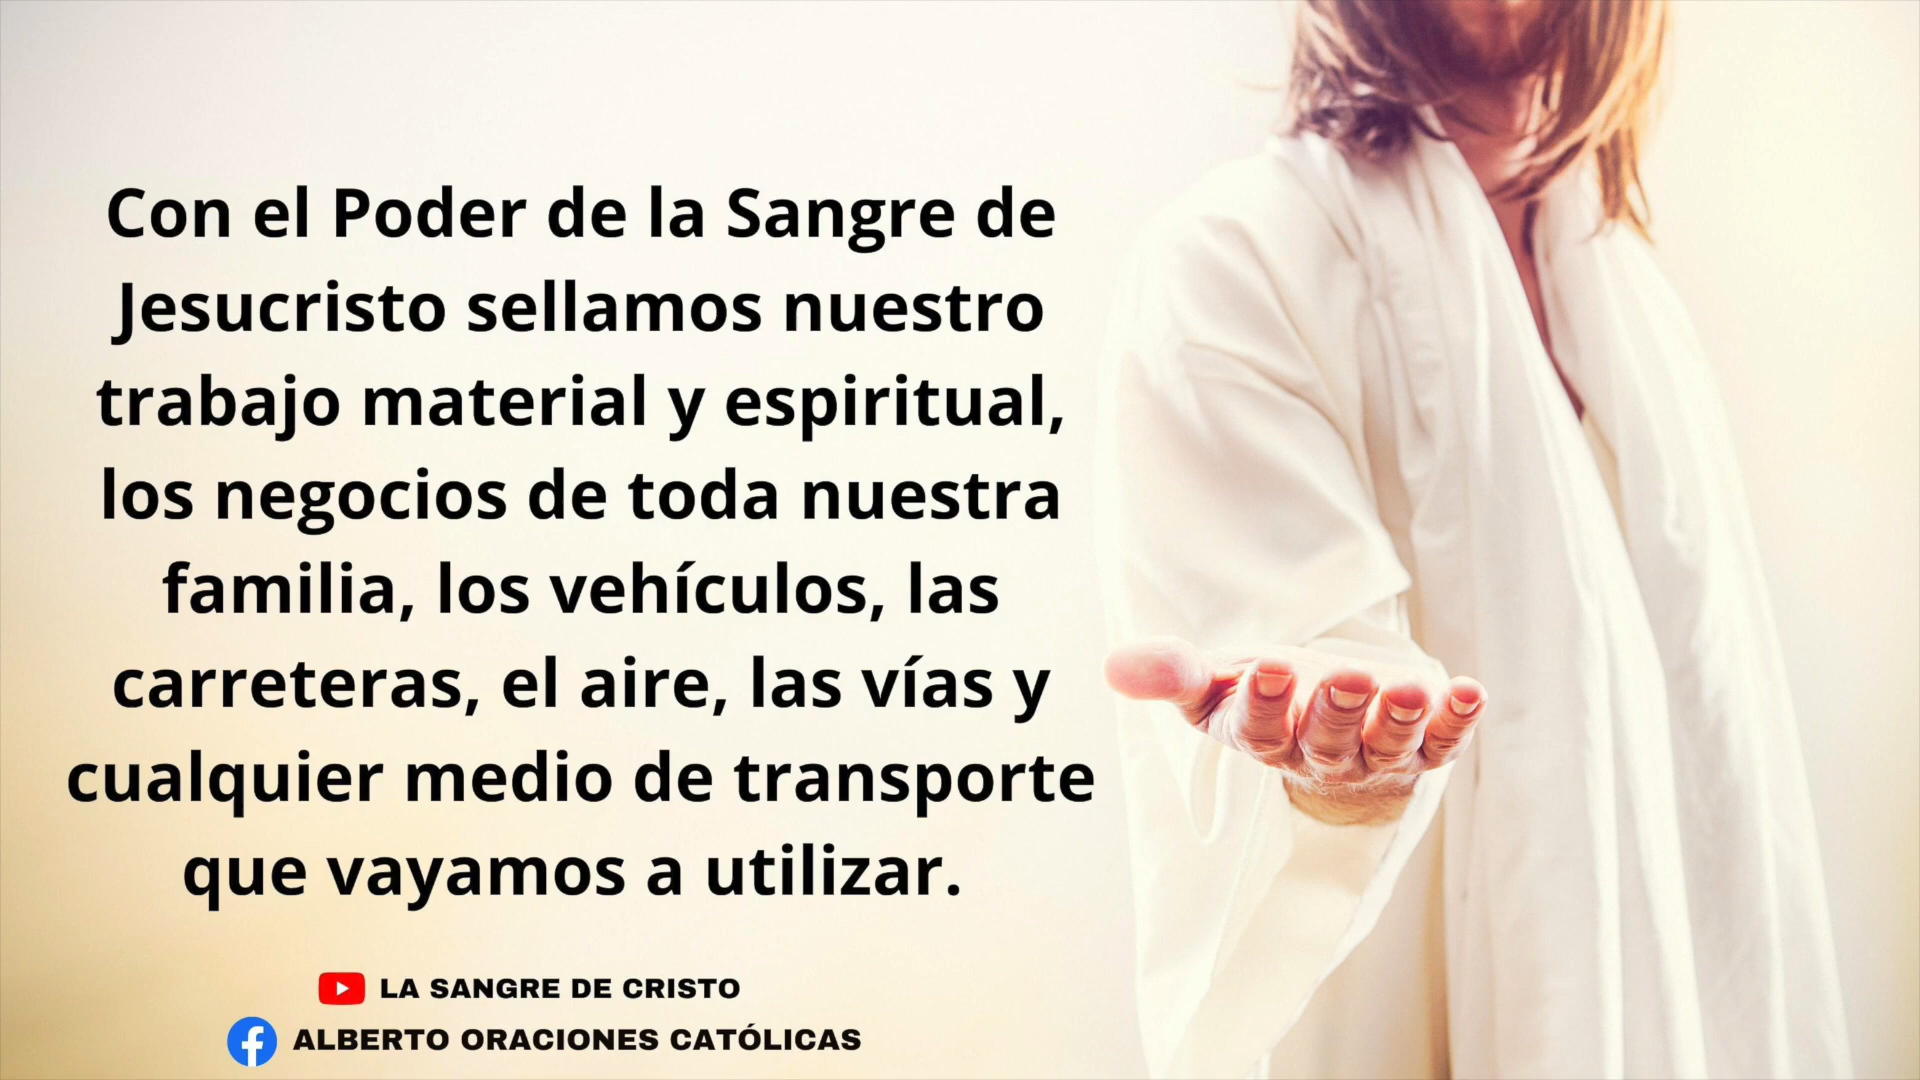 Con el Poder de la Sangre de
Jesucristo sellamos nuestro
trabajo material y espiritual,
los negocios de toda nuestra
familia, los vehículos, las
carreteras, el aire, las vías y
cualquier medio de transporte
que vayamos a utilizar.
LA SANGRE DE CRISTO
ALBERTO ORACIONES CATÓLICAS